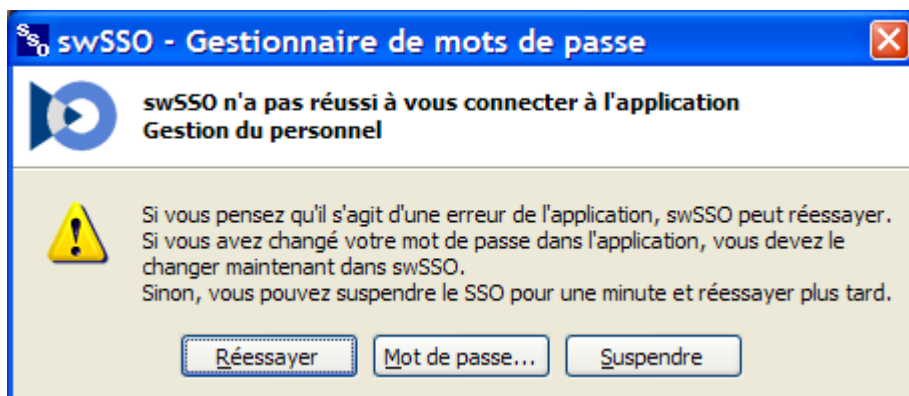 swSSO - Gestionnaire de mots de passe
swSSO n'a pas réussi à vous connecter à l'application
Gestion du personnel
Si vous pensez qu'il s'agit d'une erreur de l'application, swSSO peut réessayer.
Si vous avez changé votre mot de passe dans l'application, vous devez le
changer maintenant dans swSSO.
Sinon, vous pouvez suspendre le SSO pour une minute et réessayer plus tard.
Réessayer Mot de passe... Suspendre